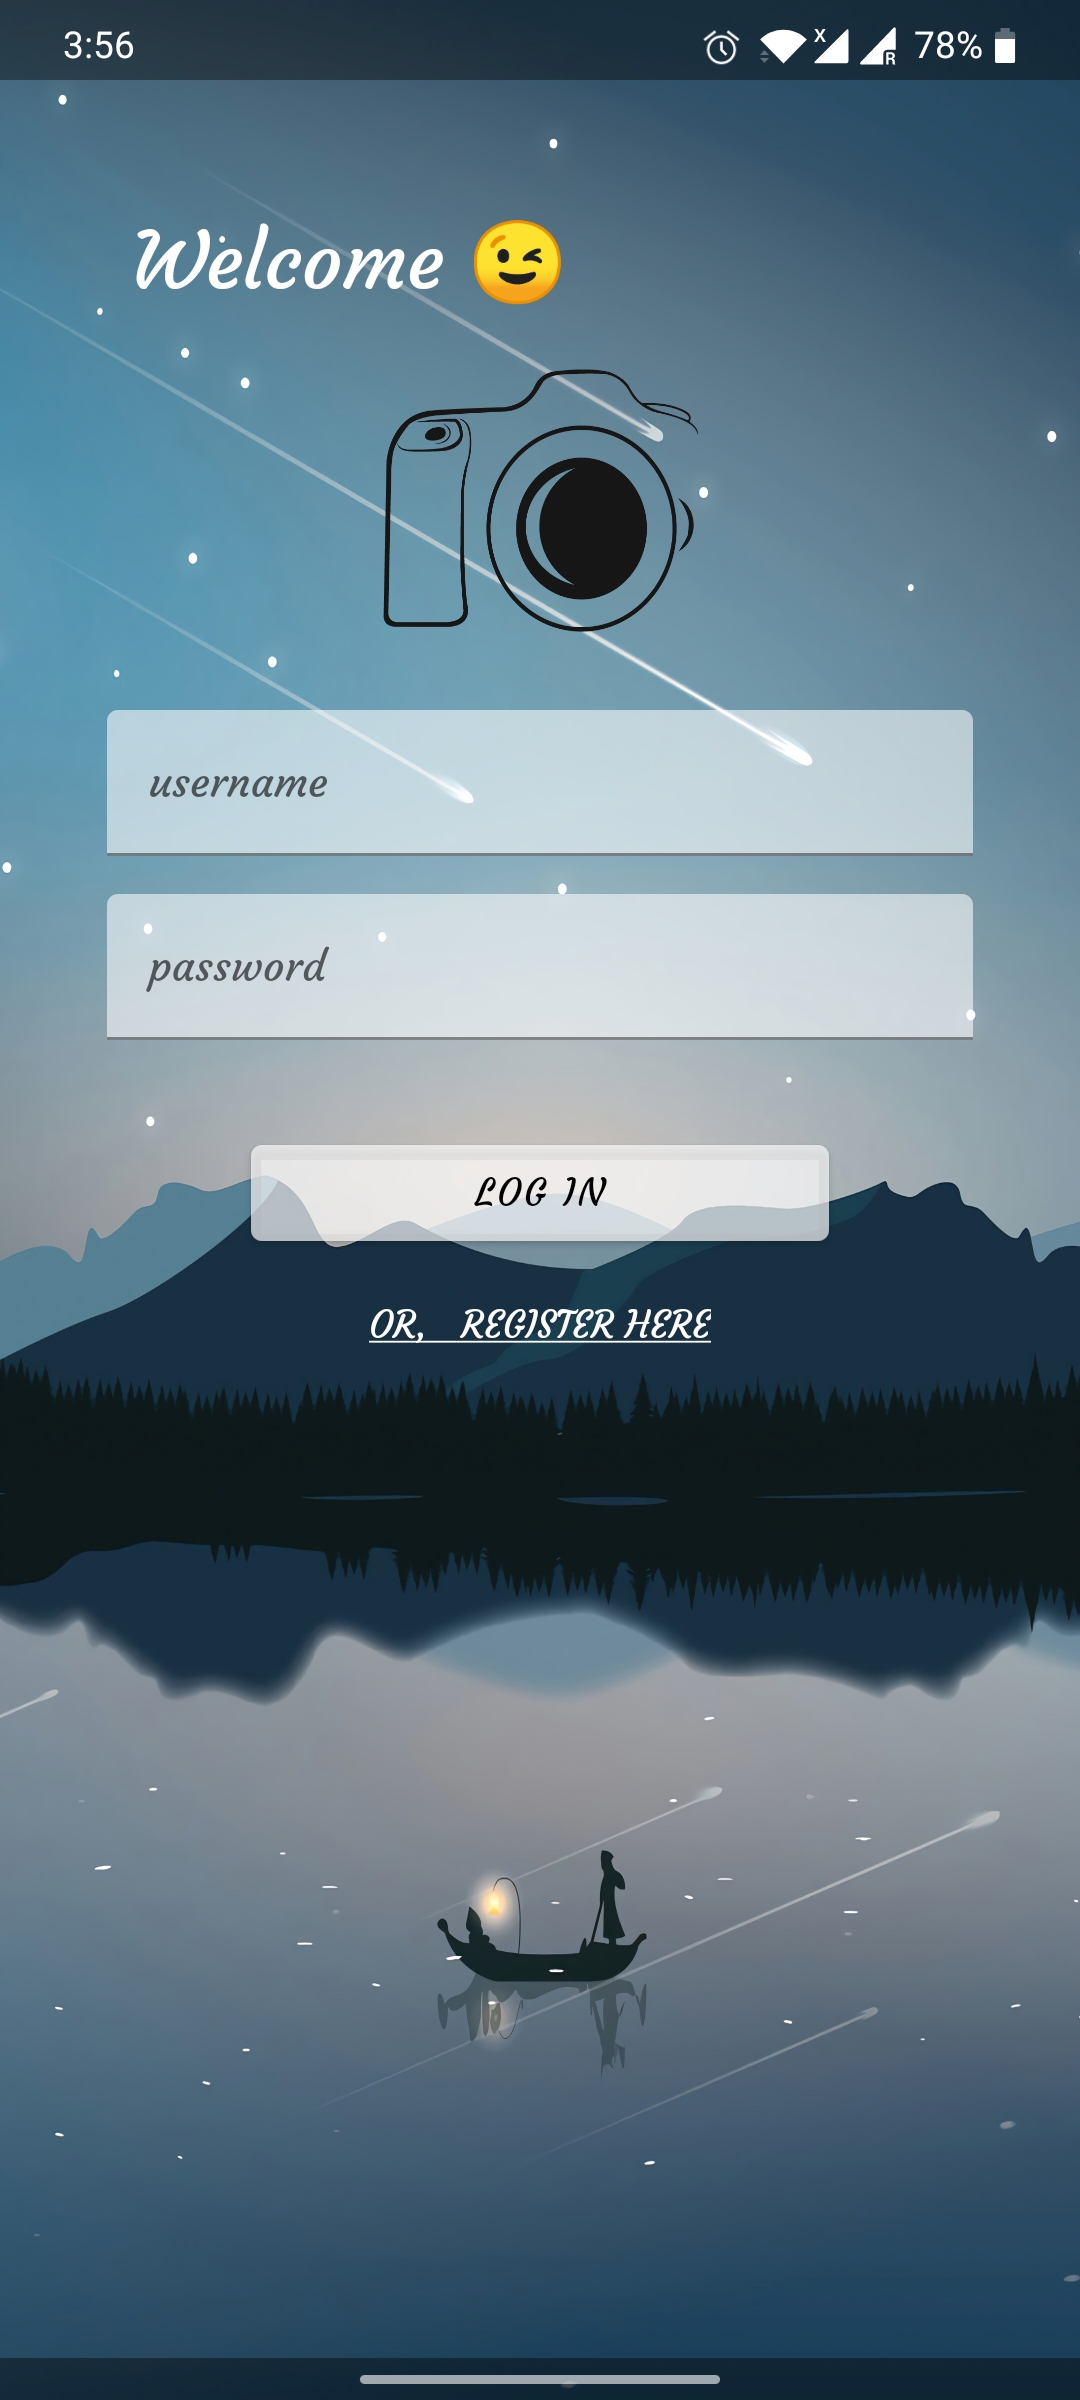 3:56 X R 78%
Welcome 😉
username
password
LOG IN
OR, REGISTER HERE